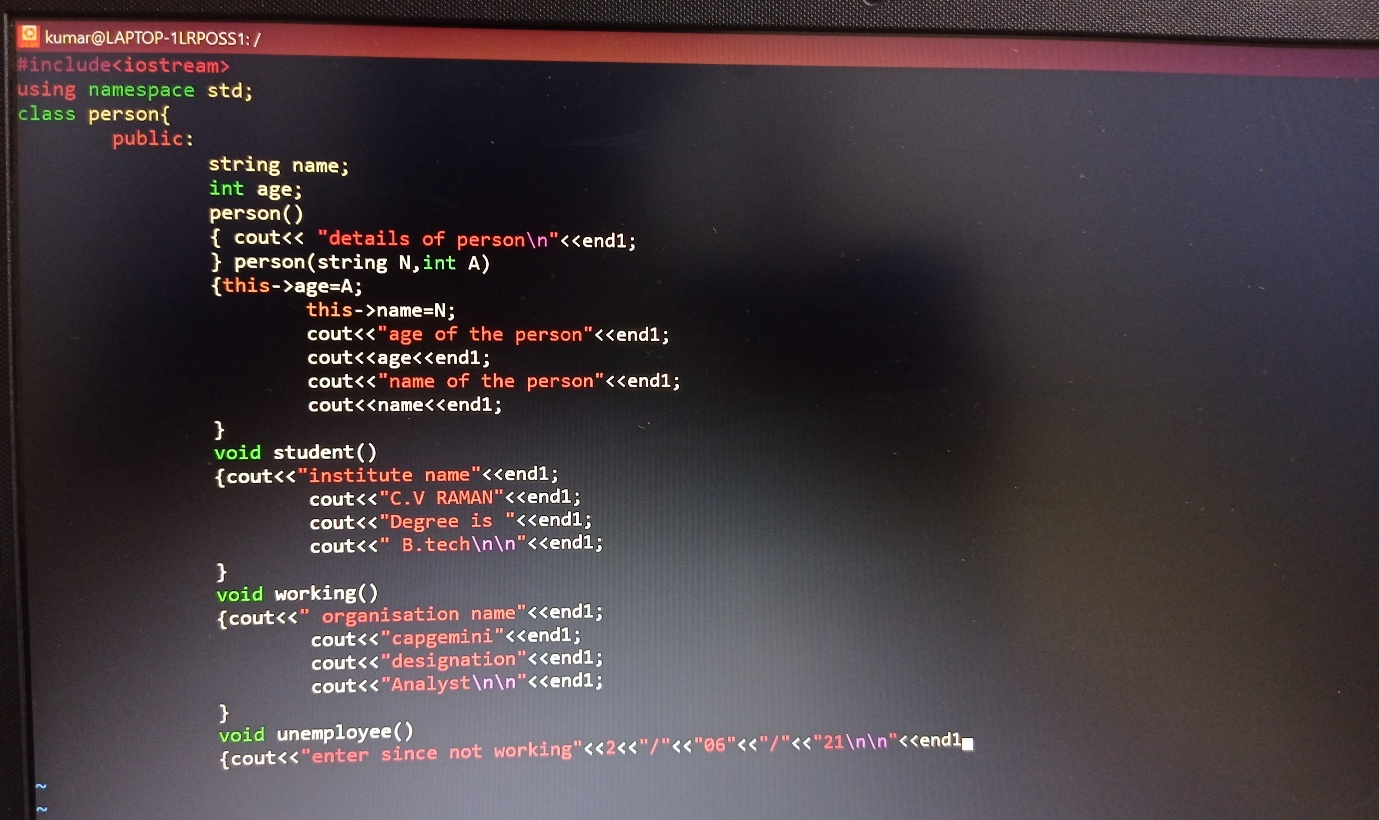 kumar@LAPTOP-1LRPOSS1: /
#include<iostream>
using namespace std;
class person{
public:
string name;
int age;
person()
{ cout<< "details of person\n"<<end1;
} person(string N,int A)
{this->age=A;
this->name=N;
cout<<"age of the person"<<end1;
cout<<age<<end1;
cout<<"name of the person"<<end1;
cout<<name<<end1;
}
void student()
{cout<<"institute name"<<end1;
cout<<"C.V RAMAN"<<end1;
cout<<"Degree is "<<end1;
cout<<" B.tech\n\n"<<end1;
}
void working()
{cout<<" organisation name"<<end1;
cout<<"capgemini"<<end1;
cout<<"designation"<<end1;
cout<<"Analyst\n\n"<<end1;
}
void unemployee()
{cout<<"enter since not working"<<2<<"/"<<"06"<<"/"<<"21\n\n"<<end1
~
~